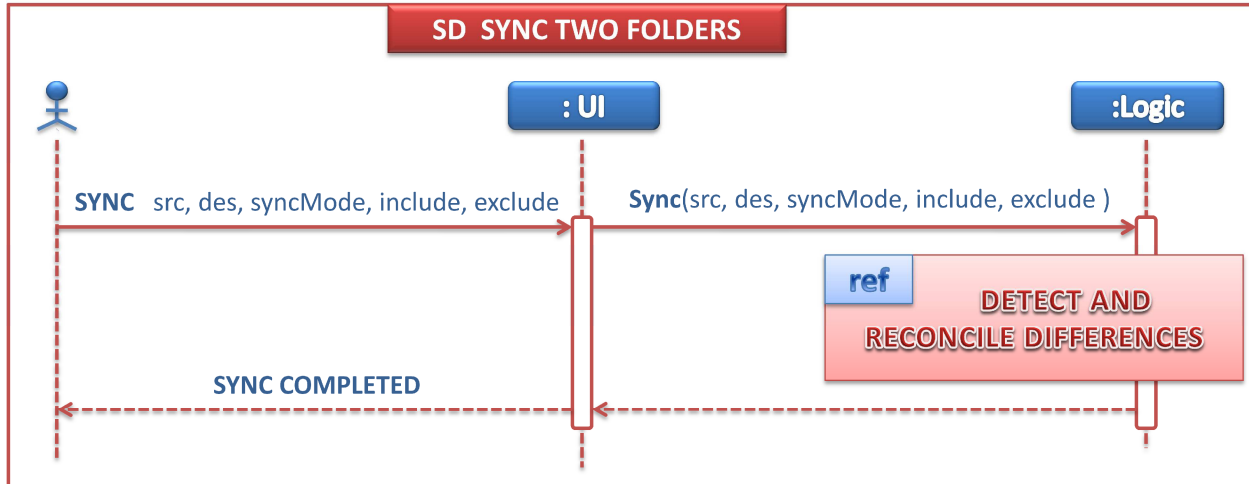 SD  SYNC TWO FOLDERS
: UI
:Logic
SYNC   src, des, syncMode, include, exclude
Sync(src, des, syncMode, include, exclude )
ref
DETECT AND
RECONCILE DIFFERENCES
SYNC COMPLETED